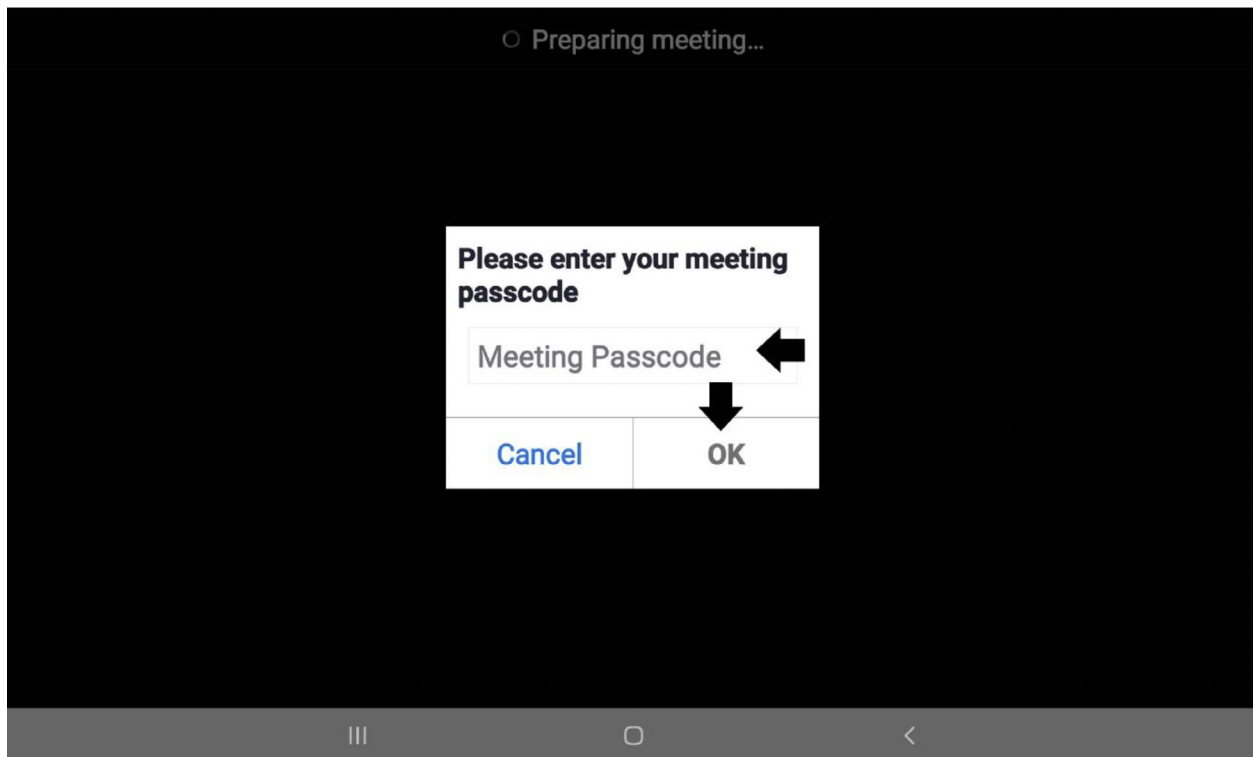 Preparing meeting...
Please enter your meeting
passcode
Meeting Passcode
Cancel
OK